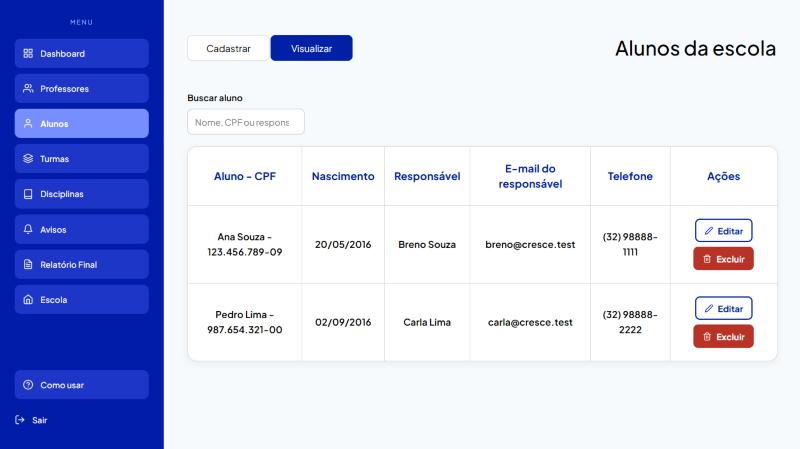 MENU
Dashboard
Professores
Alunos
Turmas
Disciplinas
Avisos
Relatório Final
Escola
Como usar
Sair
Cadastrar
Visualizar
Alunos da escola
Buscar aluno
Nome, CPF ou respons
Aluno - CPF
Nascimento
Responsável
E-mail do
responsável
Telefone
Ações
Ana Souza -
123.456.789-09
20/05/2016
Breno Souza
breno@cresce.test
(32) 98888-
1111
Editar
Excluir
Pedro Lima -
987.654.321-00
02/09/2016
Carla Lima
carla@cresce.test
(32) 98888-
2222
Editar
Excluir